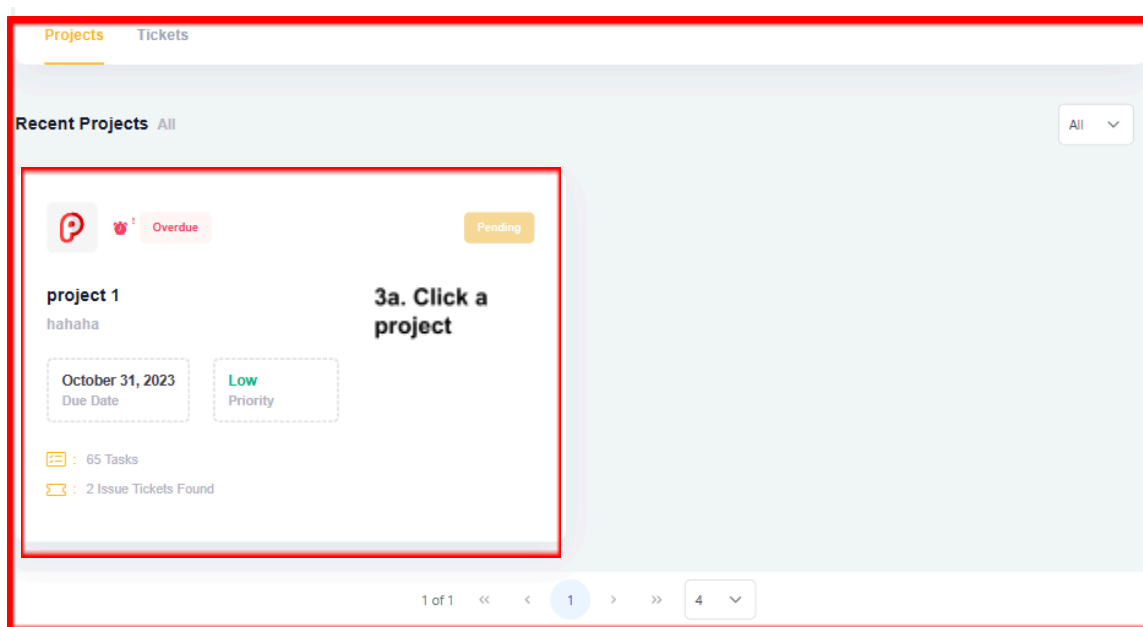 Projects Tickets
Recent Projects All
All
! Overdue
Pending
project 1
hahaha
3a. Click a
project
October 31, 2023
Due Date
Low
Priority
: 65 Tasks
: 2 Issue Tickets Found
1 of 1 << < 1 > >> 4